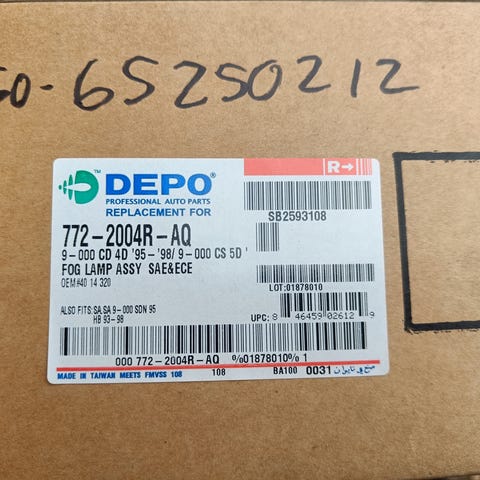 50-65250212
DEPO®
PROFESSIONAL AUTO PARTS
REPLACEMENT FOR
R→
SB2593108
772-2004R-AQ
9-000 CD 4D '95-'98/ 9-000 CS 5D '
FOG LAMP ASSY SAE&ECE
OEM#40 14 320
LOT:01878010
ALSO FITS:SA,SA 9-000 SDN 95
HB 93-98
UPC: 8 46459 02612 9
000 772-2004R-AQ %01878010% 1
MADE IN TAIWAN MEETS FMVSS 108 108 BA100 0031